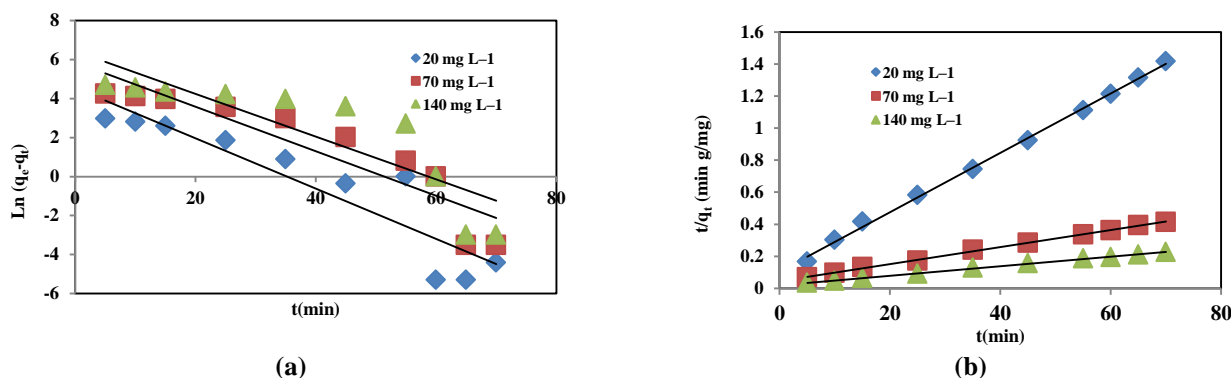 8
6
4
2
0
-2
-4
-6
0
20
40
60
80
Ln (qe-qt)
t(min)
20 mg L–1
70 mg L–1
140 mg L–1
(a)
1.6
1.4
1.2
1
0.8
0.6
0.4
0.2
0
0
20
40
60
80
t/qt (min g/mg)
t(min)
20 mg L–1
70 mg L–1
140 mg L–1
(b)